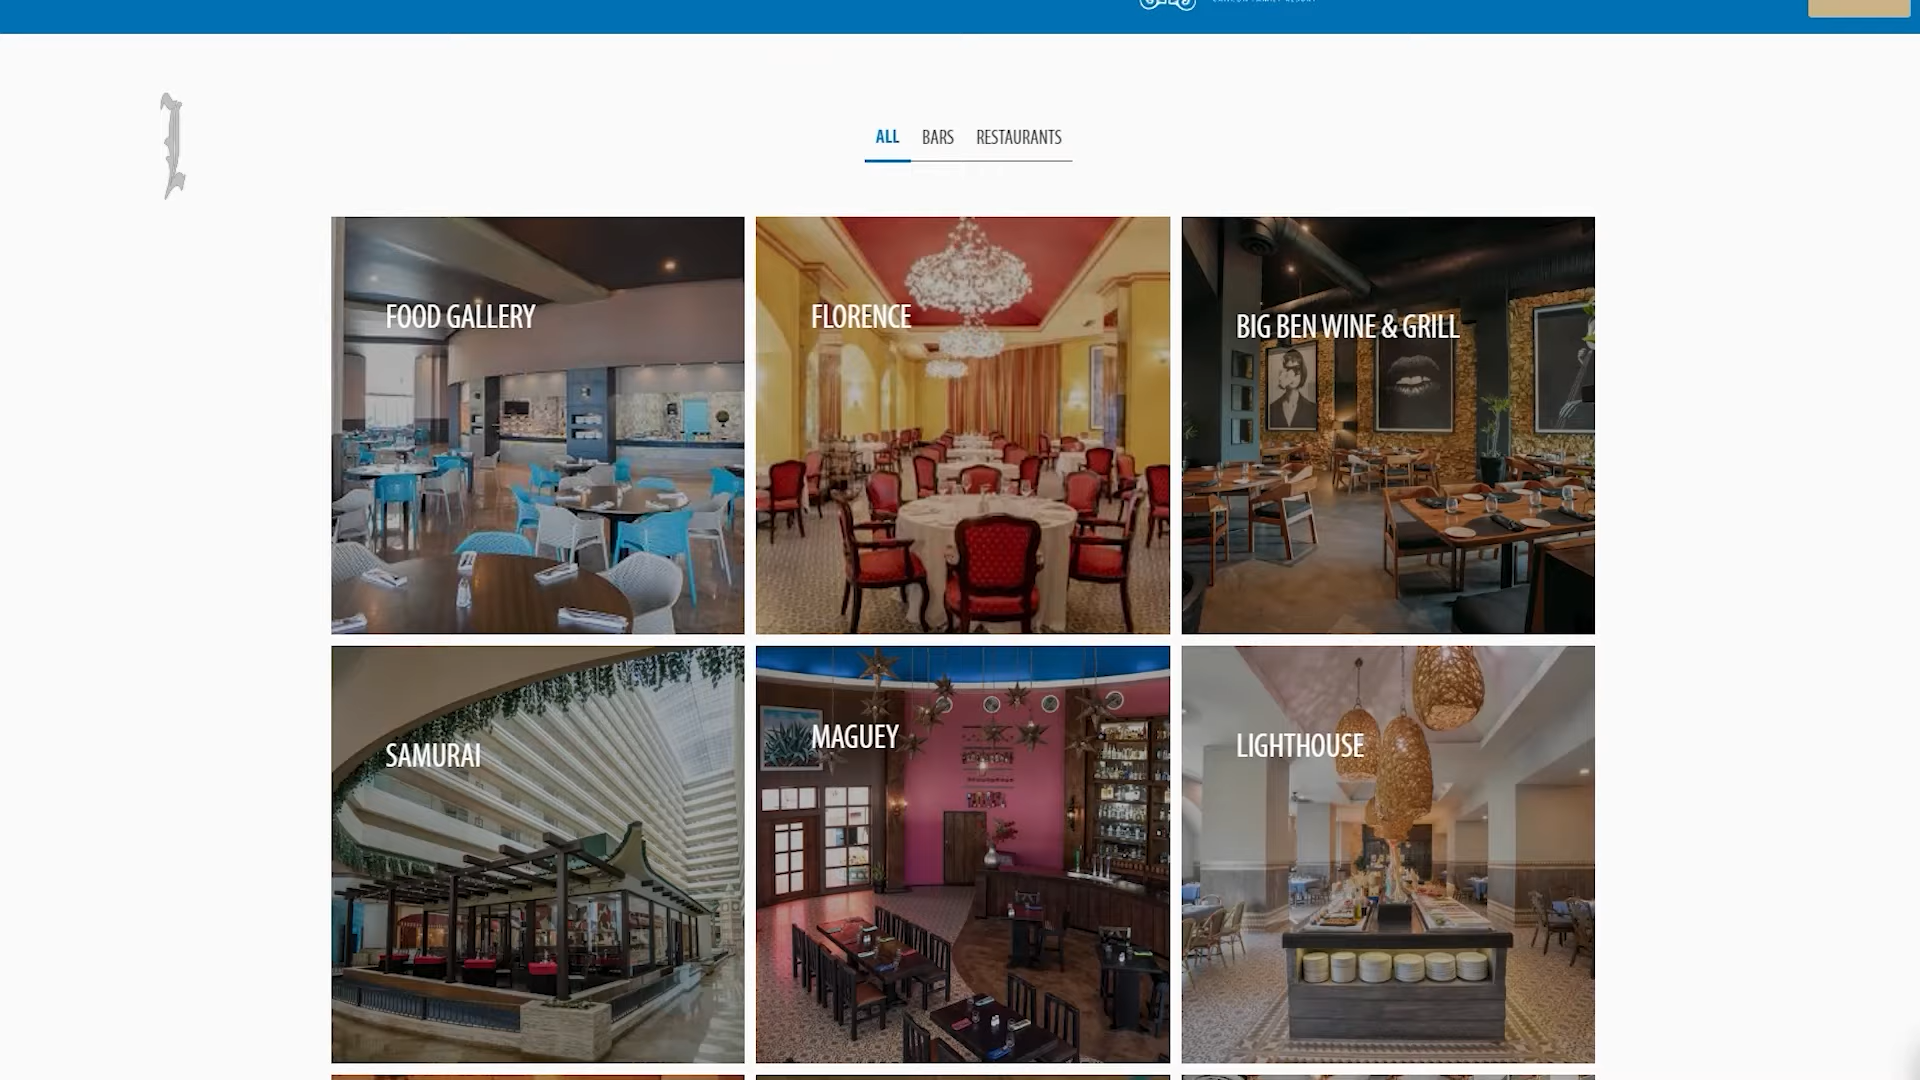 ALL BARS RESTAURANTS
FOOD GALLERY
FLORENCE
BIG BEN WINE & GRILL
SAMURAI
MAGUEY
LIGHTHOUSE